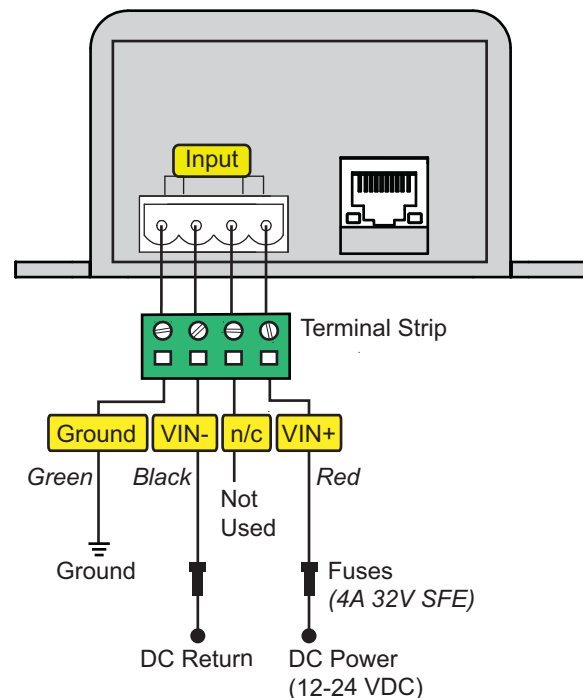 Input
Terminal Strip
Ground
VIN-
n/c
VIN+
Green
Black
Red
Not
Used
Ground
Fuses
(4A 32V SFE)
DC Return
DC Power
(12-24 VDC)